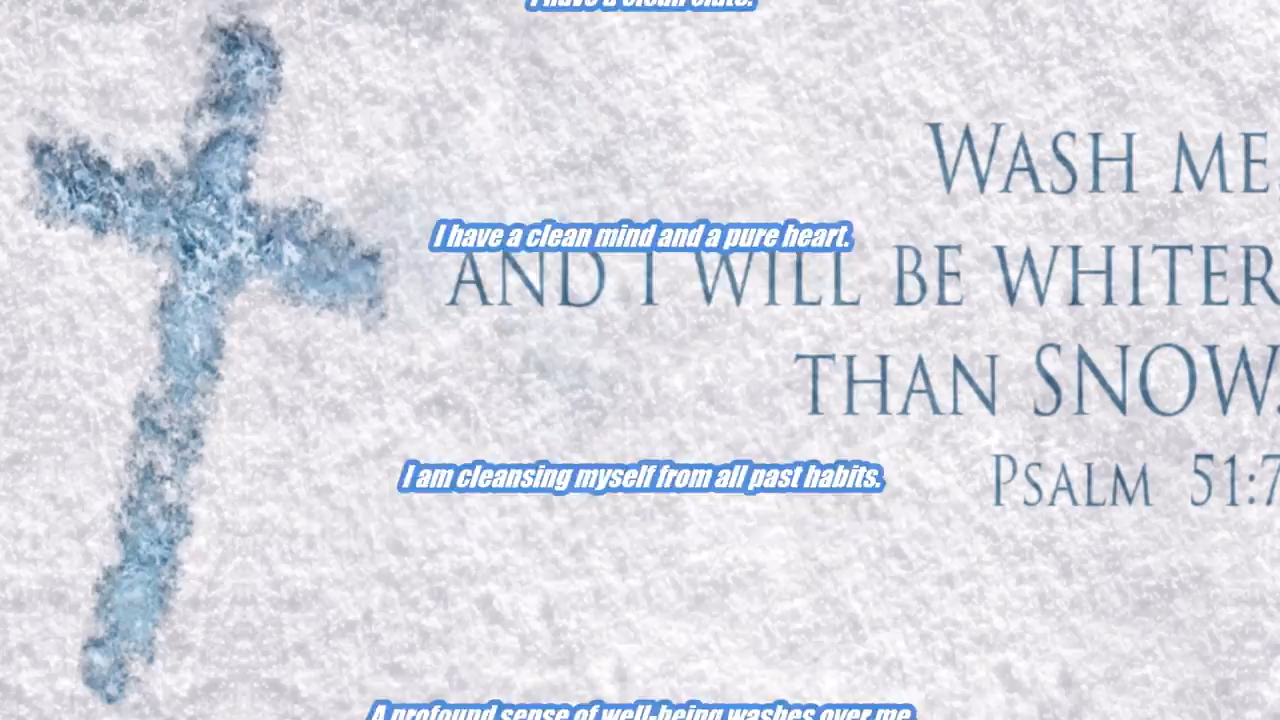 I have a clean slate.
WASH ME
I have a clean mind and a pure heart.
AND I WILL BE WHITER
THAN SNOW.
I am cleansing myself from all past habits.
PSALM 51:7
A profound sense of well-being washes over me